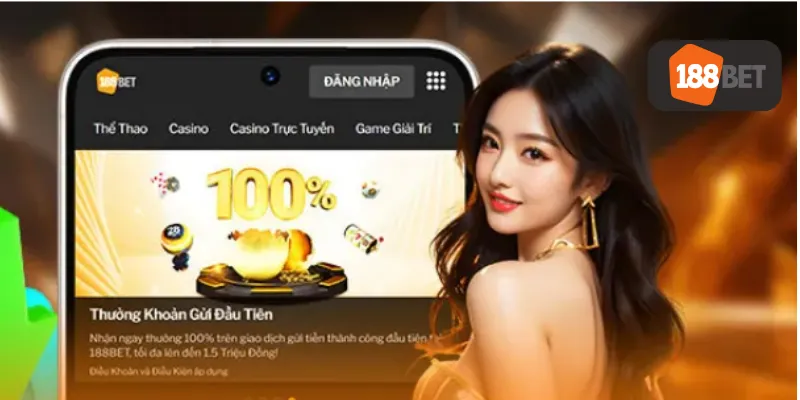 188BET
188BET
ĐĂNG NHẬP
Thể Thao
Casino
Casino Trực Tuyến
Game Giải Trí
T
100%
28
Thưởng Khoản Gửi Đầu Tiên
Nhận ngay thưởng 100% trên giao dịch gửi tiền thành công đầu tiên t
188BET, tối đa lên đến 1.5 Triệu Đồng!
Điều Khoản và Điều Kiện áp dụng